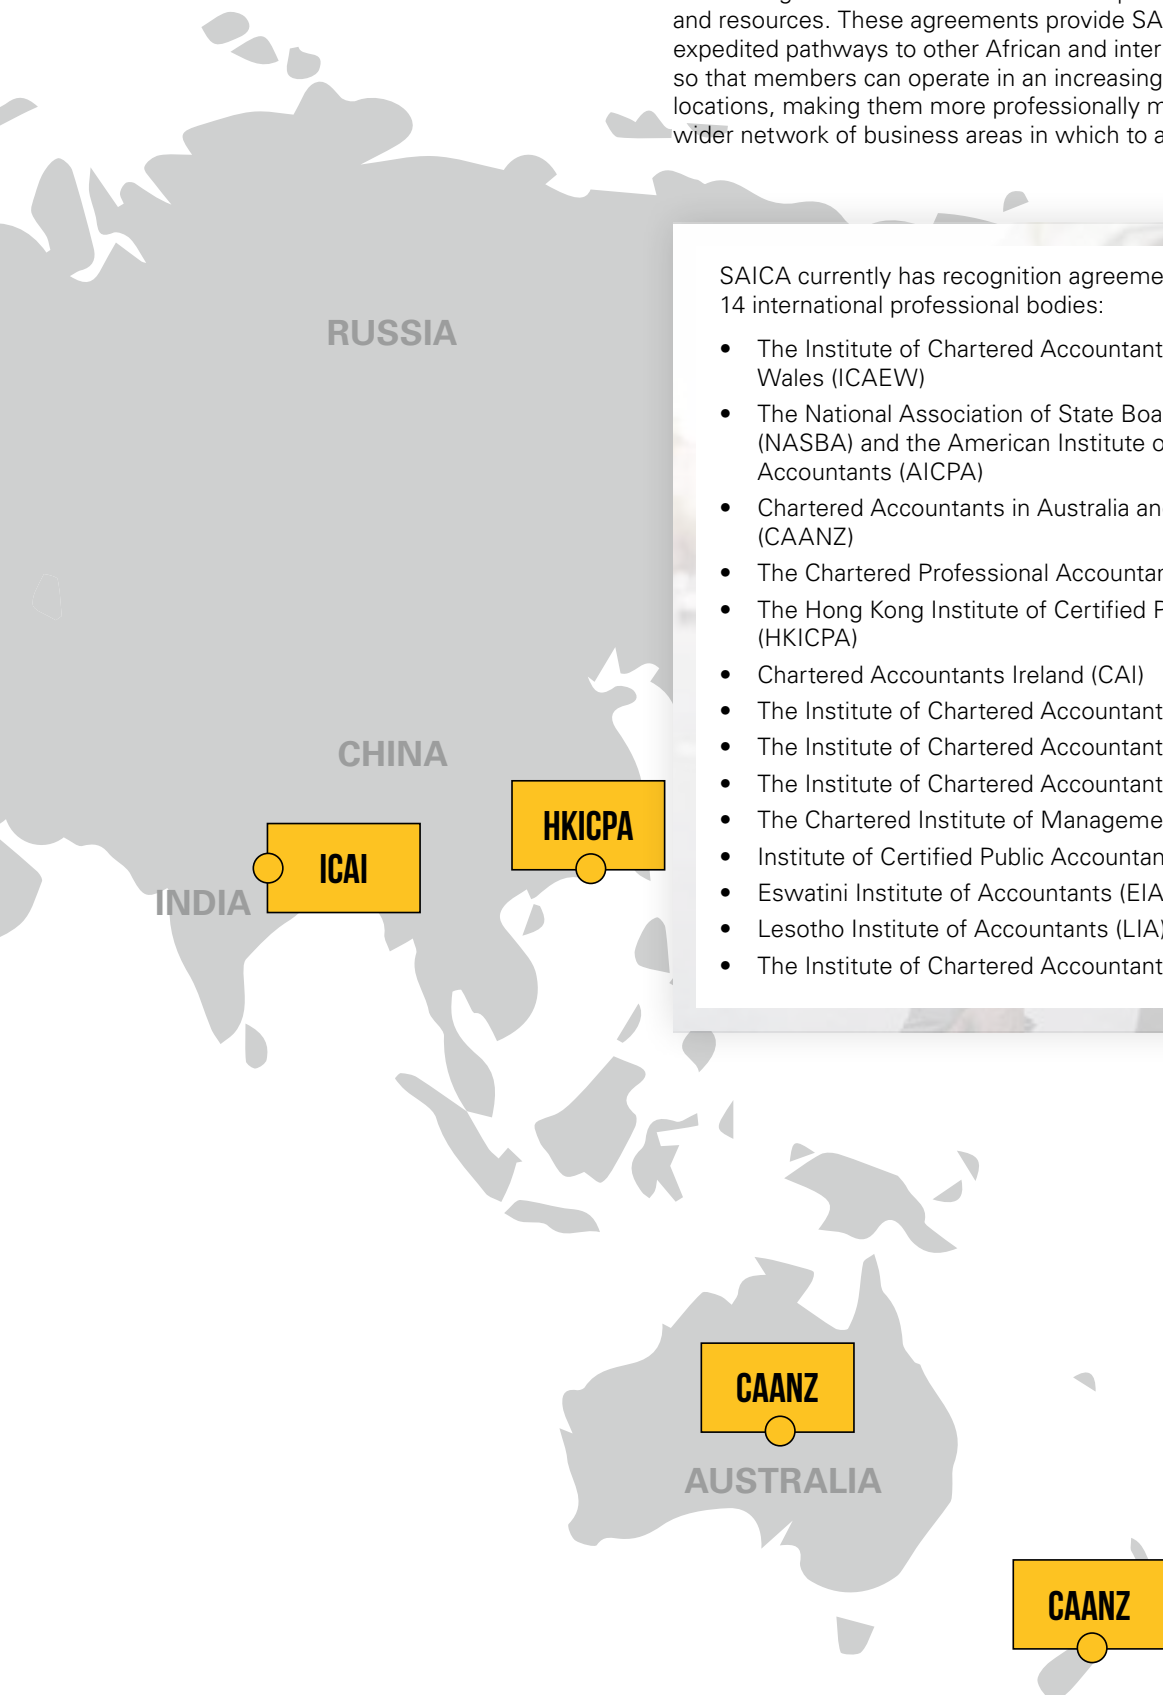 and resources. These agreements provide SA
expedited pathways to other African and inter
so that members can operate in an increasing
locations, making them more professionally m
wider network of business areas in which to a
SAICA currently has recognition agreeme
14 international professional bodies:
• The Institute of Chartered Accountant
Wales (ICAEW)
• The National Association of State Boa
(NASBA) and the American Institute o
Accountants (AICPA)
• Chartered Accountants in Australia an
(CAANZ)
• The Chartered Professional Accountan
• The Hong Kong Institute of Certified P
(HKICPA)
• Chartered Accountants Ireland (CAI)
• The Institute of Chartered Accountant
• The Institute of Chartered Accountant
• The Institute of Chartered Accountant
• The Chartered Institute of Manageme
• Institute of Certified Public Accountan
• Eswatini Institute of Accountants (EIA
• Lesotho Institute of Accountants (LIA)
• The Institute of Chartered Accountant
RUSSIA
CHINA
HKICPA
ICAI
INDIA
CAANZ
AUSTRALIA
CAANZ